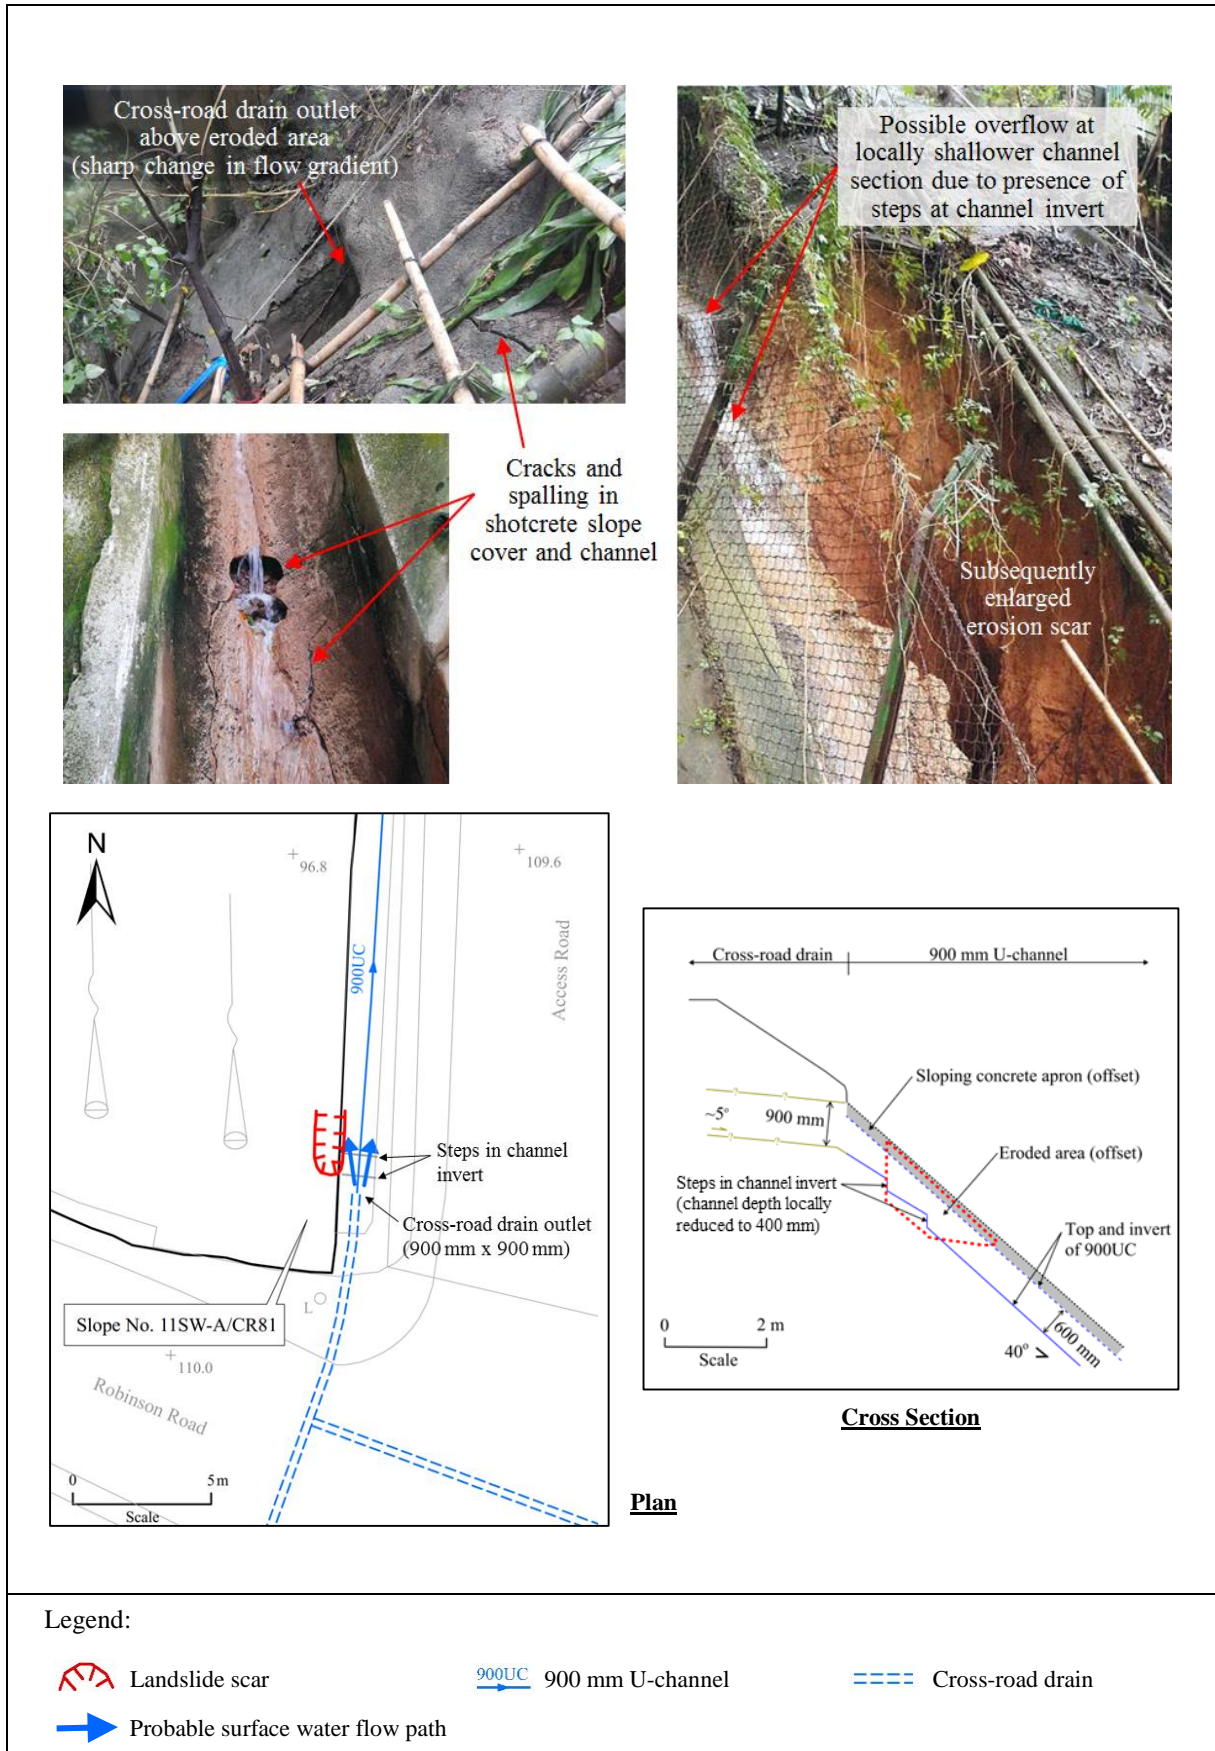 Cross-road drain outlet
above eroded area
(sharp change in flow gradient)
Possible overflow at
locally shallower channel
section due to presence of
steps at channel invert
Cracks and
spalling in
shotcrete slope
cover and channel
Subsequently
enlarged
erosion scar
N
96.8
109.6
900UC
Access Road
Steps in channel
invert
Cross-road drain outlet
(900 mm x 900 mm)
Slope No. 11SW-A/CR81
L
110.0
Robinson Road
0 5 m
Scale
Plan
Cross-road drain 900 mm U-channel
Sloping concrete apron (offset)
~5°
900 mm
Eroded area (offset)
Steps in channel invert
(channel depth locally
reduced to 400 mm)
Top and invert
of 900UC
600 mm
40°
0 2 m
Scale
Cross Section
Legend:
Landslide scar
900UC 900 mm U-channel
Cross-road drain
Probable surface water flow path